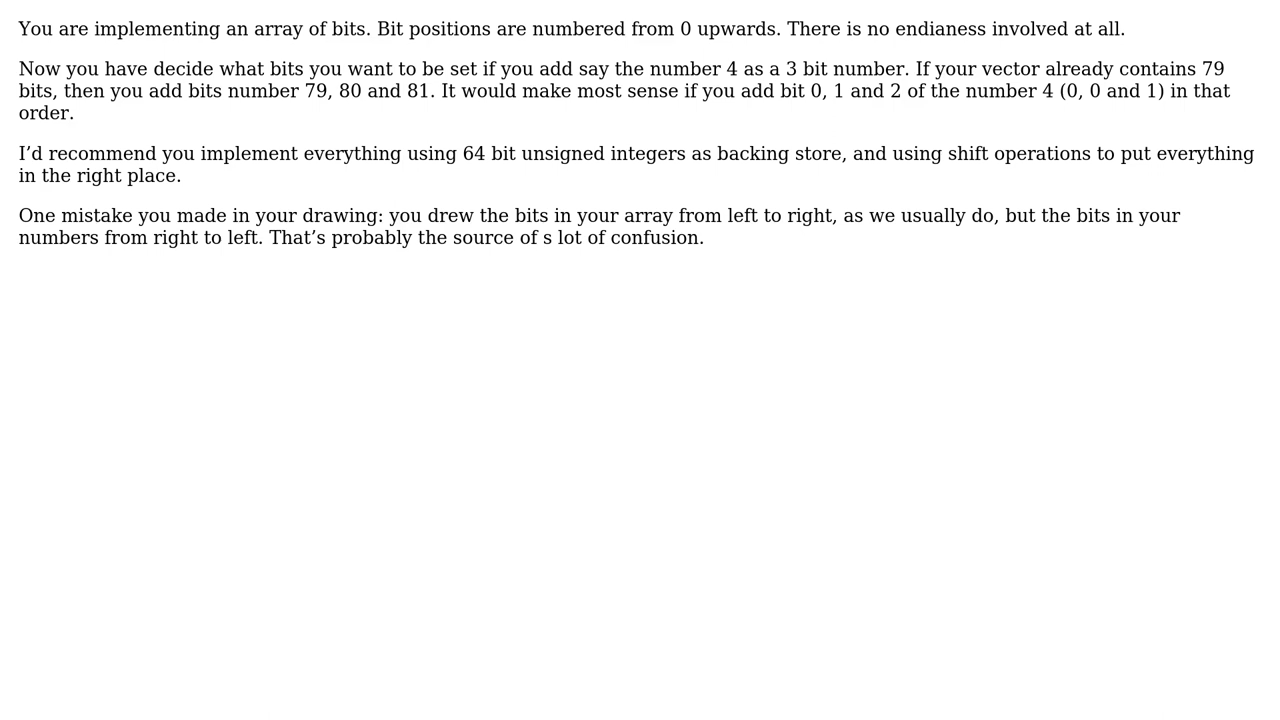 You are implementing an array of bits. Bit positions are numbered from 0 upwards. There is no endianess involved at all.
Now you have decide what bits you want to be set if you add say the number 4 as a 3 bit number. If your vector already contains 79
bits, then you add bits number 79, 80 and 81. It would make most sense if you add bit 0, 1 and 2 of the number 4 (0, 0 and 1) in that
order.
I’d recommend you implement everything using 64 bit unsigned integers as backing store, and using shift operations to put everything
in the right place.
One mistake you made in your drawing: you drew the bits in your array from left to right, as we usually do, but the bits in your
numbers from right to left. That’s probably the source of s lot of confusion.